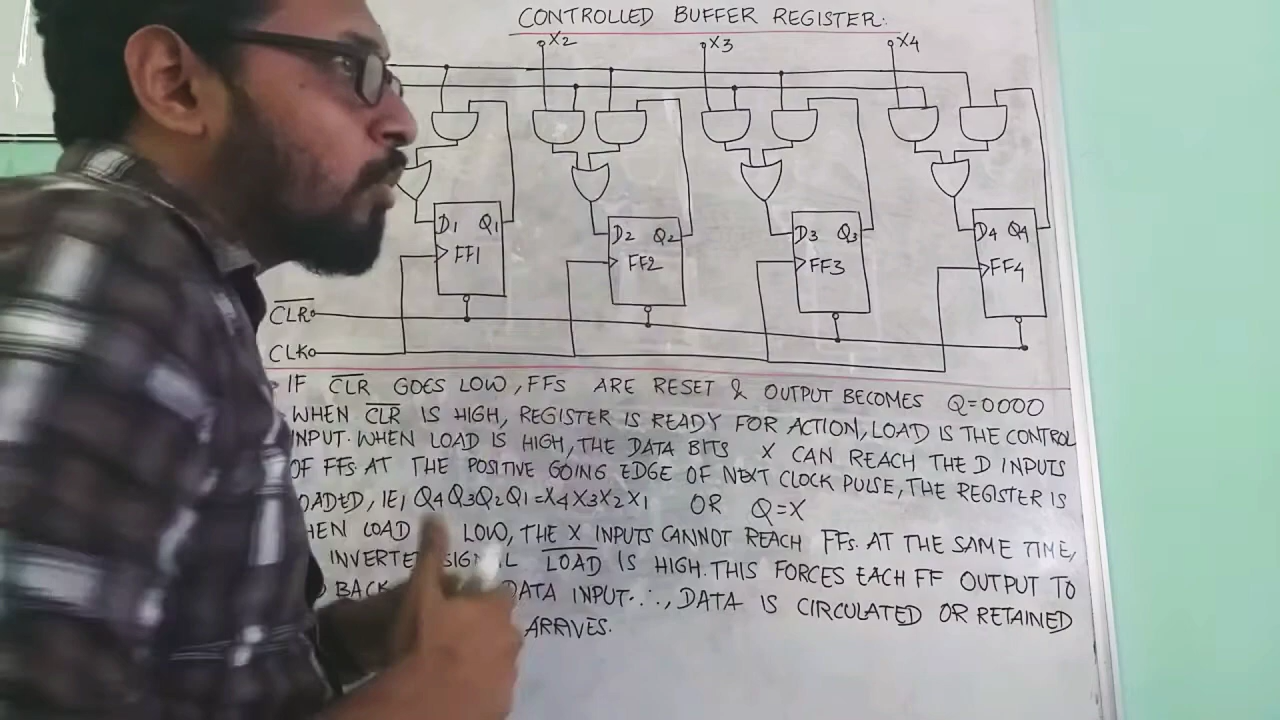 CONTROLLED BUFFER REGISTER:
X2 X3 X4
D1 Q1 D2 Q2 D3 Q3 D4 Q4
FF1 FF2 FF3 FF4
C̅L̅R̅
CLK
IF C̅L̅R̅ GOES LOW, FFS ARE RESET & OUTPUT BECOMES Q=0000
WHEN C̅L̅R̅ IS HIGH, REGISTER IS READY FOR ACTION, LOAD IS THE CONTROL
INPUT. WHEN LOAD IS HIGH, THE DATA BITS X CAN REACH THE D INPUTS
OF FFS. AT THE POSITIVE GOING EDGE OF NEXT CLOCK PULSE, THE REGISTER IS
OADED, IE, Q4Q3Q2Q1=X4X3X2X1 OR Q=X
HEN LOAD LOW, THE X INPUTS CANNOT REACH FFS. AT THE SAME TIME,
INVERTE SIG L L̅O̅A̅D̅ IS HIGH. THIS FORCES EACH FF OUTPUT TO
BACK DATA INPUT. ∴, DATA IS CIRCULATED OR RETAINED
ARRIVES.